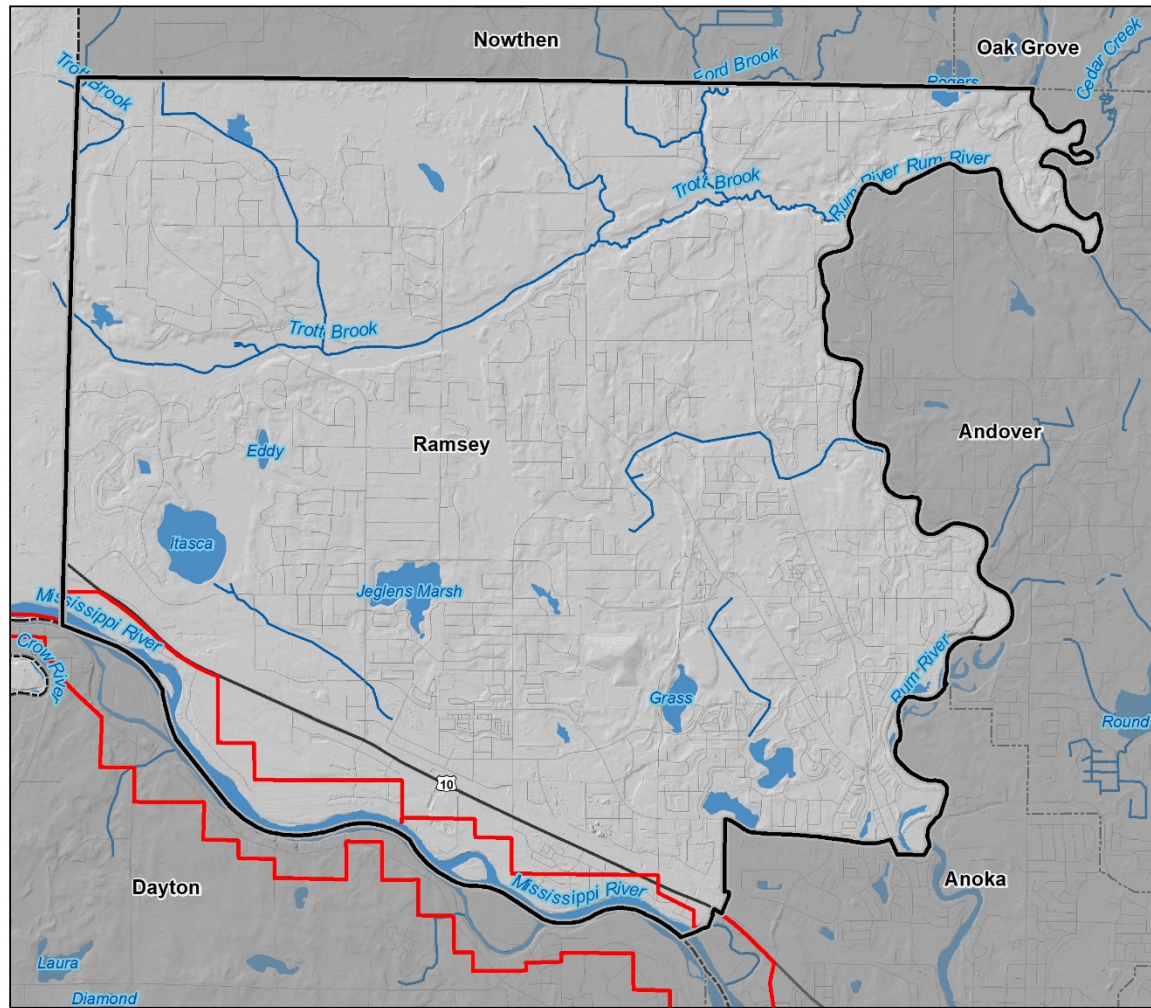 Nowthen
Oak Grove
Cedar Creek
Ford Brook
Rogers
Trott Brook
Trott Brook
Rum River Rum River
Trott Brook
Ramsey
Andover
Eddy
Itasca
Jeglens Marsh
Mississippi River
Crow River
Grass
Rum River
Round
10
Dayton
Mississippi River
Anoka
Laura
Diamond